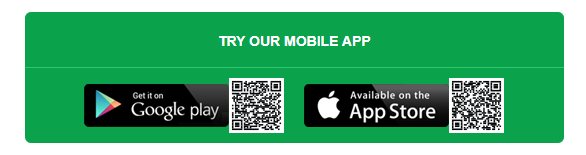 TRY OUR MOBILE APP
Get it on
Google play
Available on the
App Store